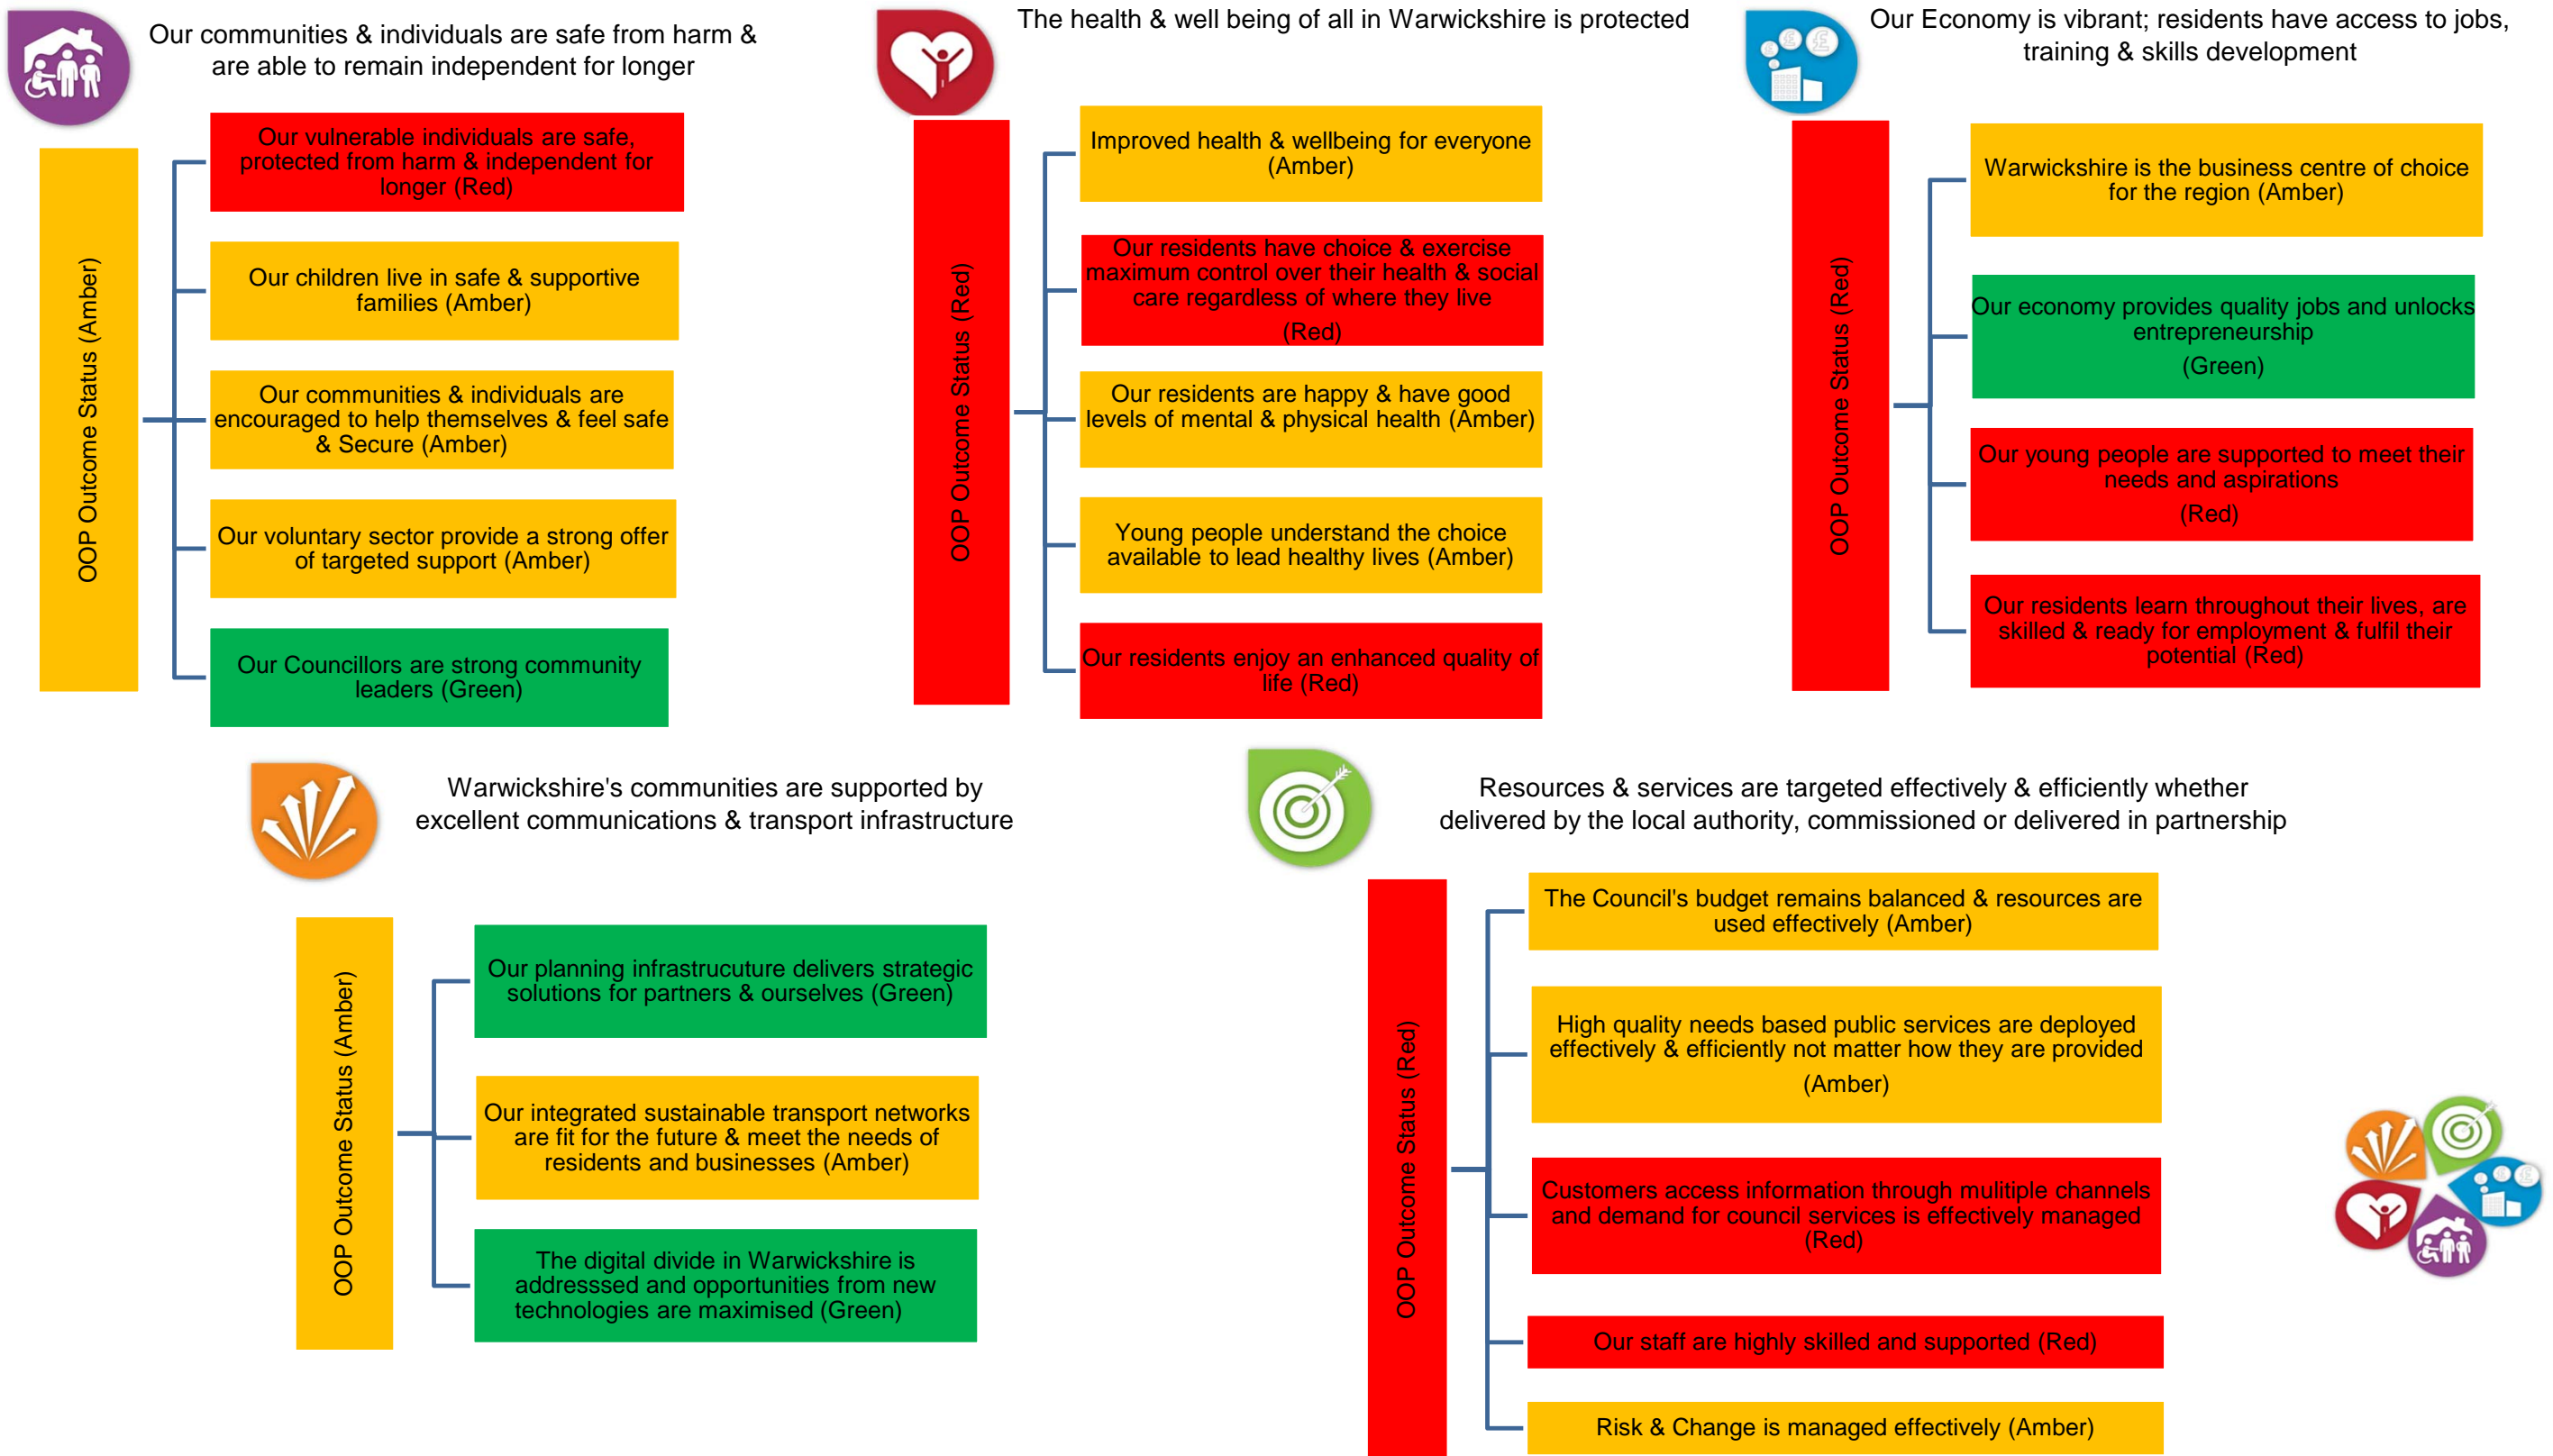 Our communities & individuals are safe from harm &
are able to remain independent for longer
OOP Outcome Status (Amber)
Our vulnerable individuals are safe,
protected from harm & independent for
longer (Red)
Our children live in safe & supportive
families (Amber)
Our communities & individuals are
encouraged to help themselves & feel safe
& Secure (Amber)
Our voluntary sector provide a strong offer
of targeted support (Amber)
Our Councillors are strong community
leaders (Green)
The health & well being of all in Warwickshire is protected
OOP Outcome Status (Red)
Improved health & wellbeing for everyone
(Amber)
Our residents have choice & exercise
maximum control over their health & social
care regardless of where they live
(Red)
Our residents are happy & have good
levels of mental & physical health (Amber)
Young people understand the choice
available to lead healthy lives (Amber)
Our residents enjoy an enhanced quality of
life (Red)
Our Economy is vibrant; residents have access to jobs,
training & skills development
OOP Outcome Status (Red)
Warwickshire is the business centre of choice
for the region (Amber)
Our economy provides quality jobs and unlocks
entrepreneurship
(Green)
Our young people are supported to meet their
needs and aspirations
(Red)
Our residents learn throughout their lives, are
skilled & ready for employment & fulfil their
potential (Red)
Warwickshire's communities are supported by
excellent communications & transport infrastructure
OOP Outcome Status (Amber)
Our planning infrastrucuture delivers strategic
solutions for partners & ourselves (Green)
Our integrated sustainable transport networks
are fit for the future & meet the needs of
residents and businesses (Amber)
The digital divide in Warwickshire is
addresssed and opportunities from new
technologies are maximised (Green)
Resources & services are targeted effectively & efficiently whether
delivered by the local authority, commissioned or delivered in partnership
OOP Outcome Status (Red)
The Council's budget remains balanced & resources are
used effectively (Amber)
High quality needs based public services are deployed
effectively & efficiently not matter how they are provided
(Amber)
Customers access information through mulitiple channels
and demand for council services is effectively managed
(Red)
Our staff are highly skilled and supported (Red)
Risk & Change is managed effectively (Amber)